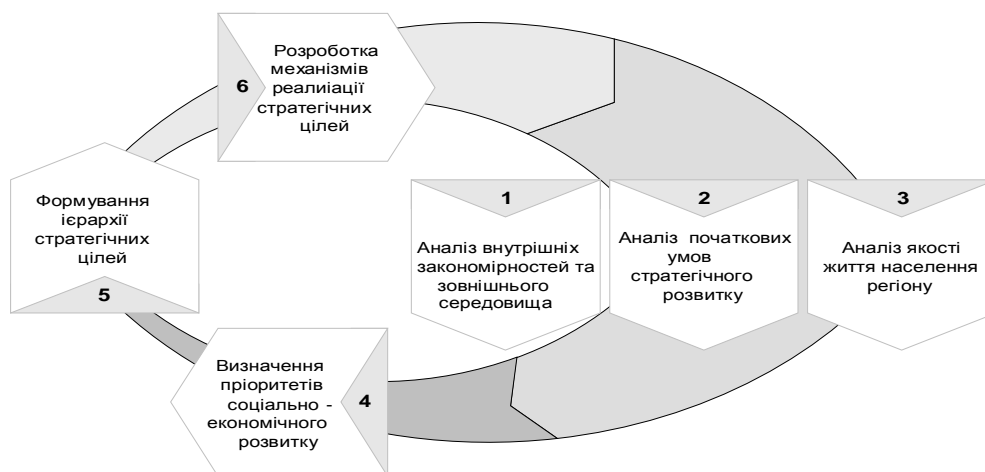 1
Аналіз внутрішніх
закономірностей та
зовнішнього
середовища
2
Аналіз початкових
умов
стратегічного
розвитку
3
Аналіз якості
життя населення
регіону
4
Визначення
пріоритетів
соціально -
економічного
розвитку
5
Формування
ієрархії
стратегічних
цілей
6
Розроботка
механізмів
реалиіації
стратегічних
цілей